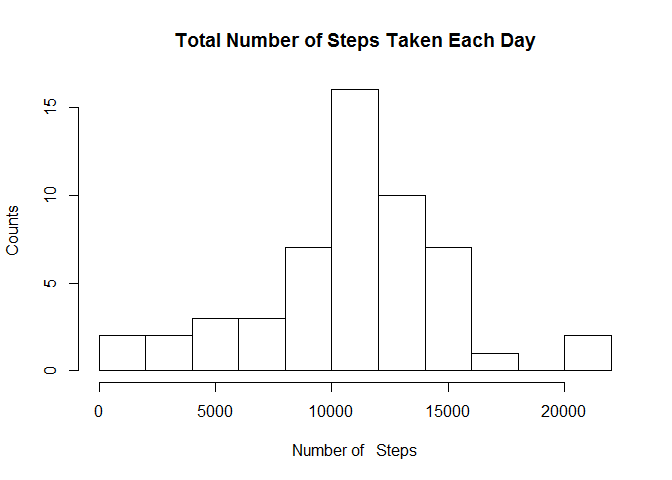 Total Number of Steps Taken Each Day
Counts
15
10
5
0
0 5000 10000 15000 20000
Number of  Steps